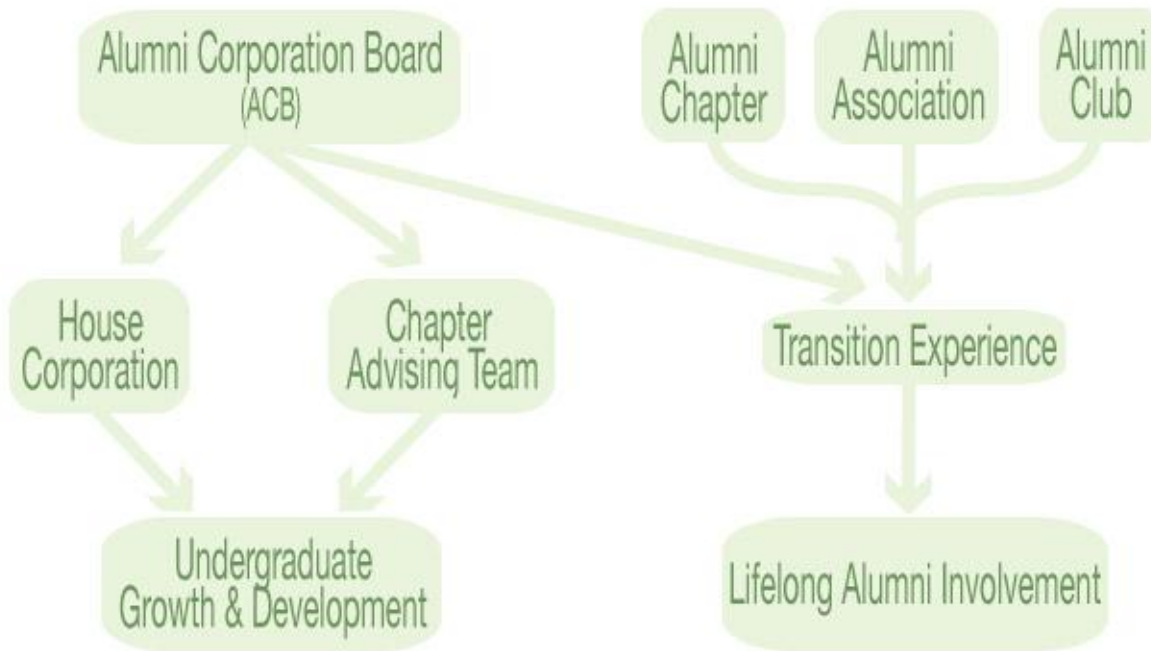 Alumni Corporation Board
(ACB)
Alumni
Chapter
Alumni
Association
Alumni
Club
House
Corporation
Chapter
Advising Team
Transition Experience
Undergraduate
Growth & Development
Lifelong Alumni Involvement